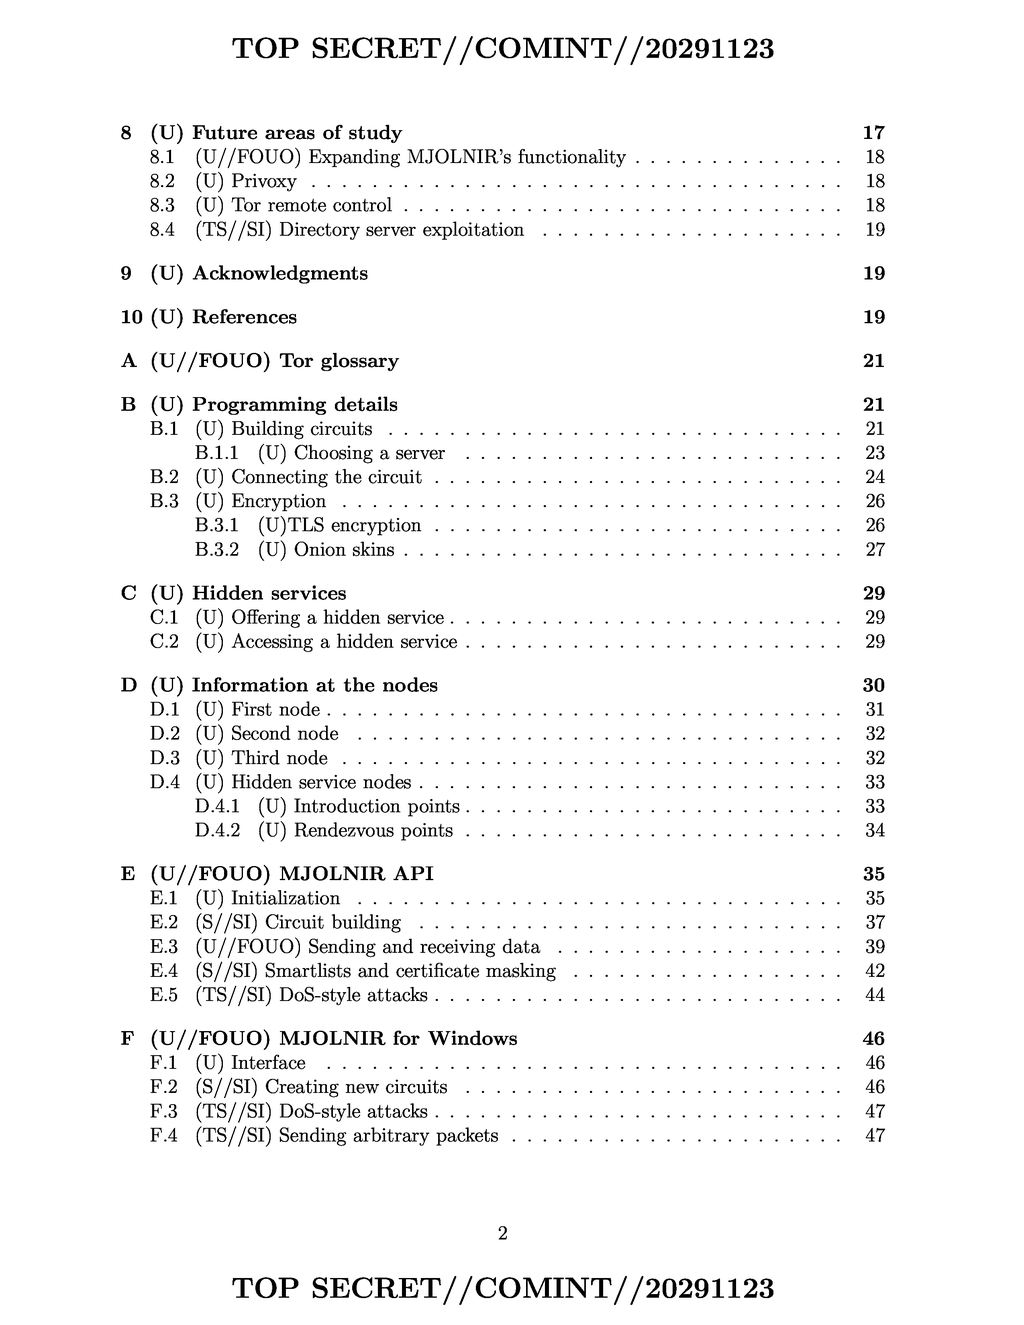 TOP SECRET//COMINT//20291123
8 (U) Future areas of study 17
8.1 (U//FOUO) Expanding MJOLNIR's functionality . . . . . . . . . . . . . . 18
8.2 (U) Privoxy . . . . . . . . . . . . . . . . . . . . . . . . . . . . . . . . . . . 18
8.3 (U) Tor remote control . . . . . . . . . . . . . . . . . . . . . . . . . . . . . 18
8.4 (TS//SI) Directory server exploitation . . . . . . . . . . . . . . . . . . . . 19
9 (U) Acknowledgments 19
10 (U) References 19
A (U//FOUO) Tor glossary 21
B (U) Programming details 21
B.1 (U) Building circuits . . . . . . . . . . . . . . . . . . . . . . . . . . . . . . 21
B.1.1 (U) Choosing a server . . . . . . . . . . . . . . . . . . . . . . . . . 23
B.2 (U) Connecting the circuit . . . . . . . . . . . . . . . . . . . . . . . . . . . 24
B.3 (U) Encryption . . . . . . . . . . . . . . . . . . . . . . . . . . . . . . . . . 26
B.3.1 (U)TLS encryption . . . . . . . . . . . . . . . . . . . . . . . . . . . 26
B.3.2 (U) Onion skins . . . . . . . . . . . . . . . . . . . . . . . . . . . . . 27
C (U) Hidden services 29
C.1 (U) Offering a hidden service . . . . . . . . . . . . . . . . . . . . . . . . . . 29
C.2 (U) Accessing a hidden service . . . . . . . . . . . . . . . . . . . . . . . . . 29
D (U) Information at the nodes 30
D.1 (U) First node . . . . . . . . . . . . . . . . . . . . . . . . . . . . . . . . . . 31
D.2 (U) Second node . . . . . . . . . . . . . . . . . . . . . . . . . . . . . . . . 32
D.3 (U) Third node . . . . . . . . . . . . . . . . . . . . . . . . . . . . . . . . . 32
D.4 (U) Hidden service nodes . . . . . . . . . . . . . . . . . . . . . . . . . . . . 33
D.4.1 (U) Introduction points . . . . . . . . . . . . . . . . . . . . . . . . . 33
D.4.2 (U) Rendezvous points . . . . . . . . . . . . . . . . . . . . . . . . . 34
E (U//FOUO) MJOLNIR API 35
E.1 (U) Initialization . . . . . . . . . . . . . . . . . . . . . . . . . . . . . . . . 35
E.2 (S//SI) Circuit building . . . . . . . . . . . . . . . . . . . . . . . . . . . . 37
E.3 (U//FOUO) Sending and receiving data . . . . . . . . . . . . . . . . . . . 39
E.4 (S//SI) Smartlists and certificate masking . . . . . . . . . . . . . . . . . . 42
E.5 (TS//SI) DoS-style attacks . . . . . . . . . . . . . . . . . . . . . . . . . . . 44
F (U//FOUO) MJOLNIR for Windows 46
F.1 (U) Interface . . . . . . . . . . . . . . . . . . . . . . . . . . . . . . . . . . 46
F.2 (S//SI) Creating new circuits . . . . . . . . . . . . . . . . . . . . . . . . . 46
F.3 (TS//SI) DoS-style attacks . . . . . . . . . . . . . . . . . . . . . . . . . . . 47
F.4 (TS//SI) Sending arbitrary packets . . . . . . . . . . . . . . . . . . . . . . 47
2
TOP SECRET//COMINT//20291123